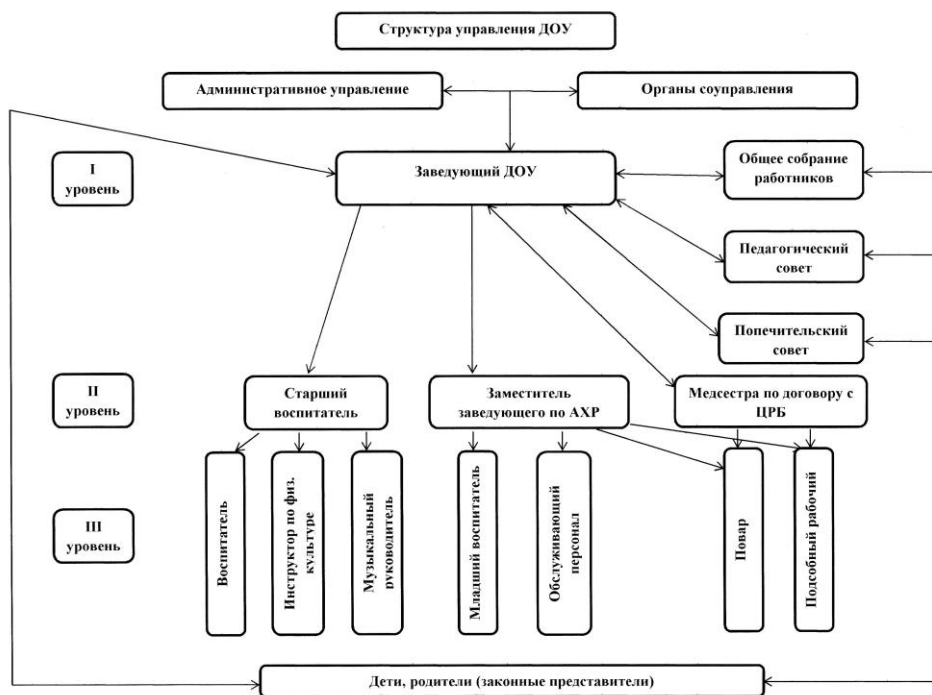 Структура управления ДОУ
Административное управление
Органы соуправления
I
уровень
Заведующий ДОУ
Общее собрание
работников
Педагогический
совет
Попечительский
совет
II
уровень
Старший
воспитатель
Заместитель
заведующего по АХР
Медсестра по договору с
ЦРБ
III
уровень
Воспитатель
Инструктор по физ.
культуре
Музыкальный
руководитель
Младший воспитатель
Обслуживающий
персонал
Повар
Подсобный рабочий
Дети, родители (законные представители)